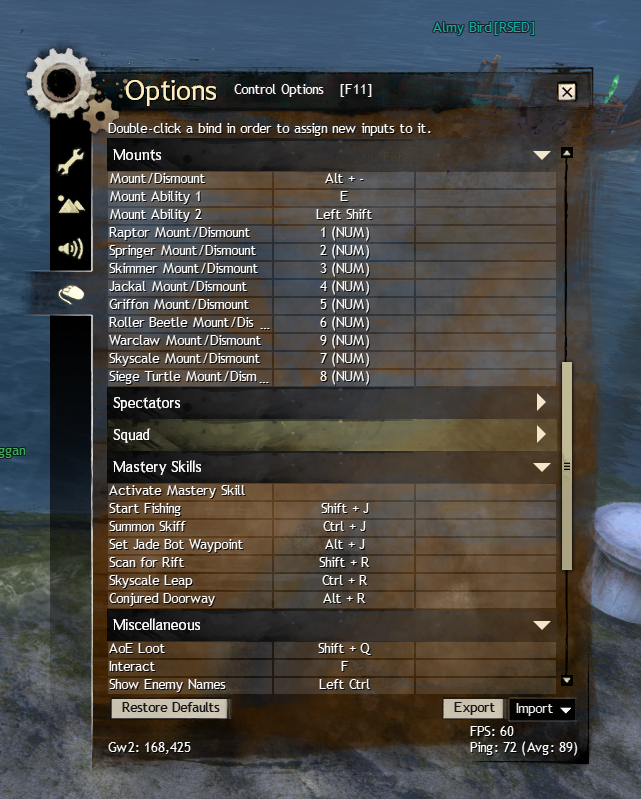 Almy Bird[RSED]
Options Control Options [F11]
Double-click a bind in order to assign new inputs to it.
Mounts
Mount/Dismount Alt + -
Mount Ability 1 E
Mount Ability 2 Left Shift
Raptor Mount/Dismount 1 (NUM)
Springer Mount/Dismount 2 (NUM)
Skimmer Mount/Dismount 3 (NUM)
Jackal Mount/Dismount 4 (NUM)
Griffon Mount/Dismount 5 (NUM)
Roller Beetle Mount/Dis ... 6 (NUM)
Warclaw Mount/Dismount 9 (NUM)
Skyscale Mount/Dismount 7 (NUM)
Siege Turtle Mount/Dism ... 8 (NUM)
Spectators
Squad
ggan
Mastery Skills
Activate Mastery Skill
Start Fishing Shift + J
Summon Skiff Ctrl + J
Set Jade Bot Waypoint Alt + J
Scan for Rift Shift + R
Skyscale Leap Ctrl + R
Conjured Doorway Alt + R
Miscellaneous
AoE Loot Shift + Q
Interact F
Show Enemy Names Left Ctrl
Restore Defaults Export Import
FPS: 60
Gw2: 168,425 Ping: 72 (Avg: 89)